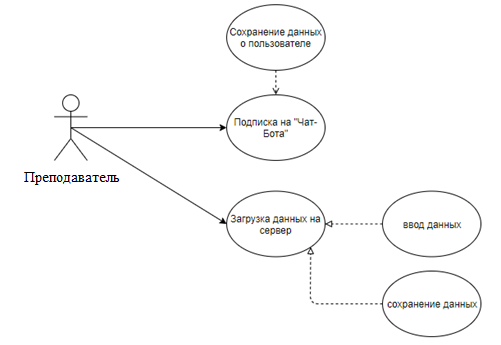 Сохранение данных
о пользователе
Подписка на "Чат-
Бота"
Преподаватель
Загрузка данных на
сервер
ввод данных
сохранение данных